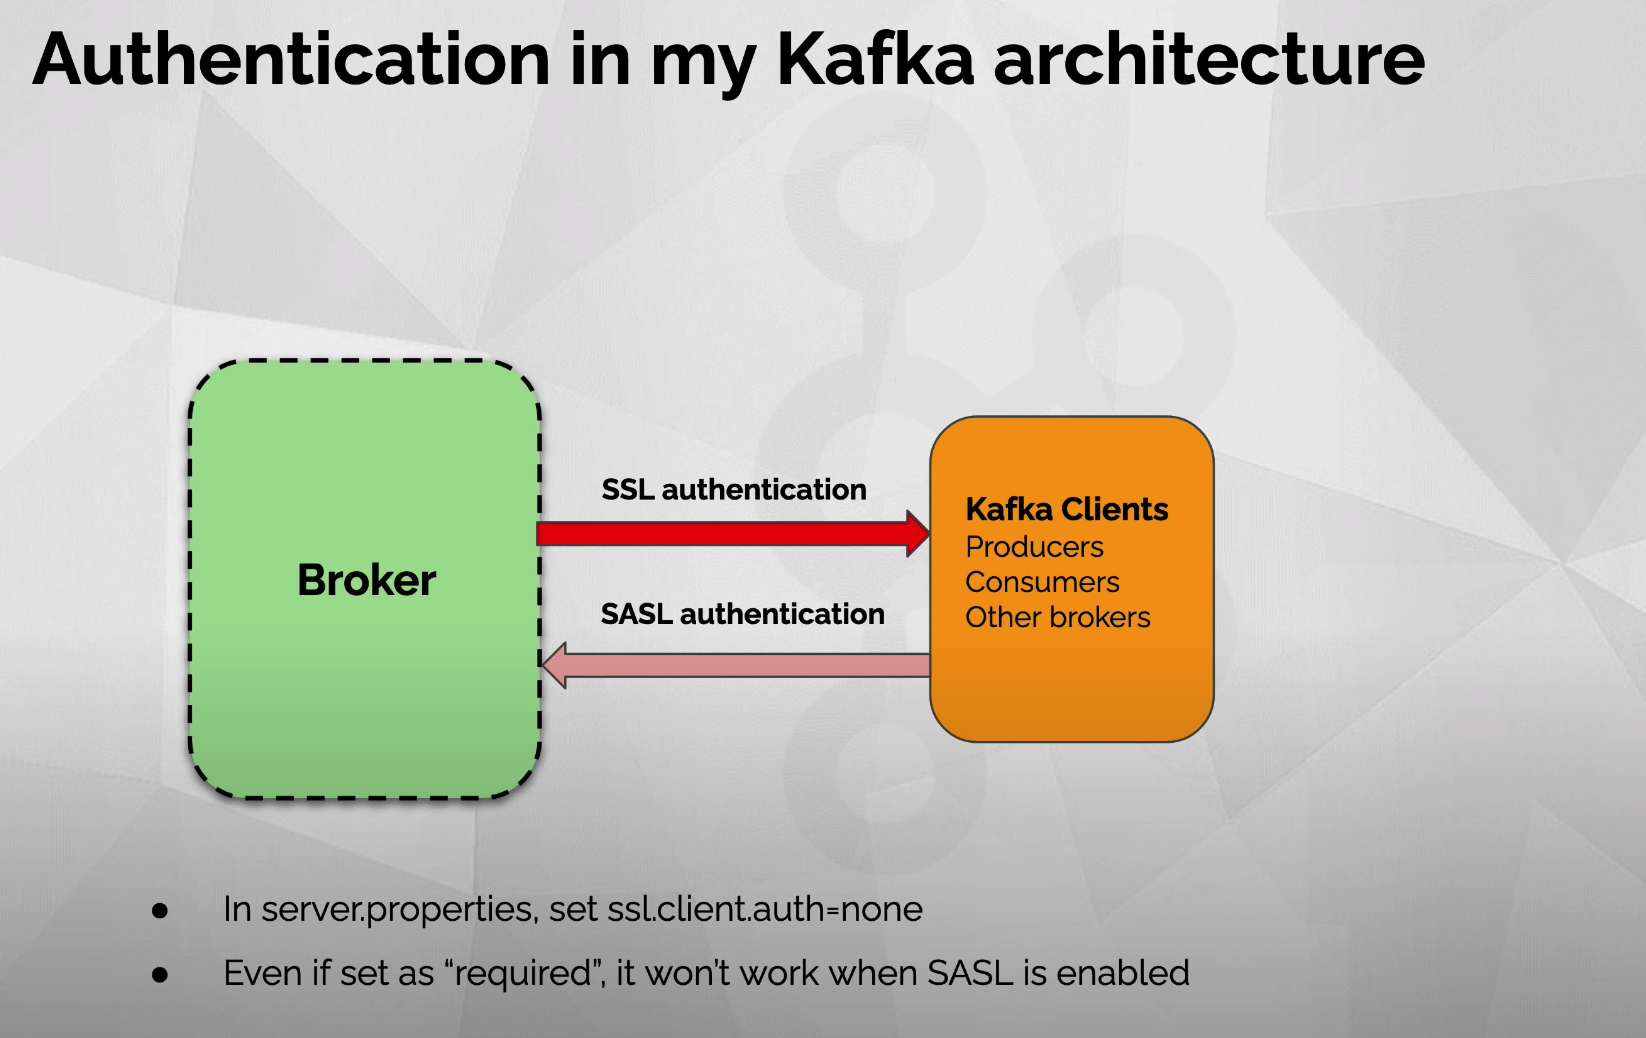 Authentication in my Kafka architecture
Broker
SSL authentication
SASL authentication
Kafka Clients
Producers
Consumers
Other brokers
● In server.properties, set ssl.client.auth=none
● Even if set as “required”, it won’t work when SASL is enabled